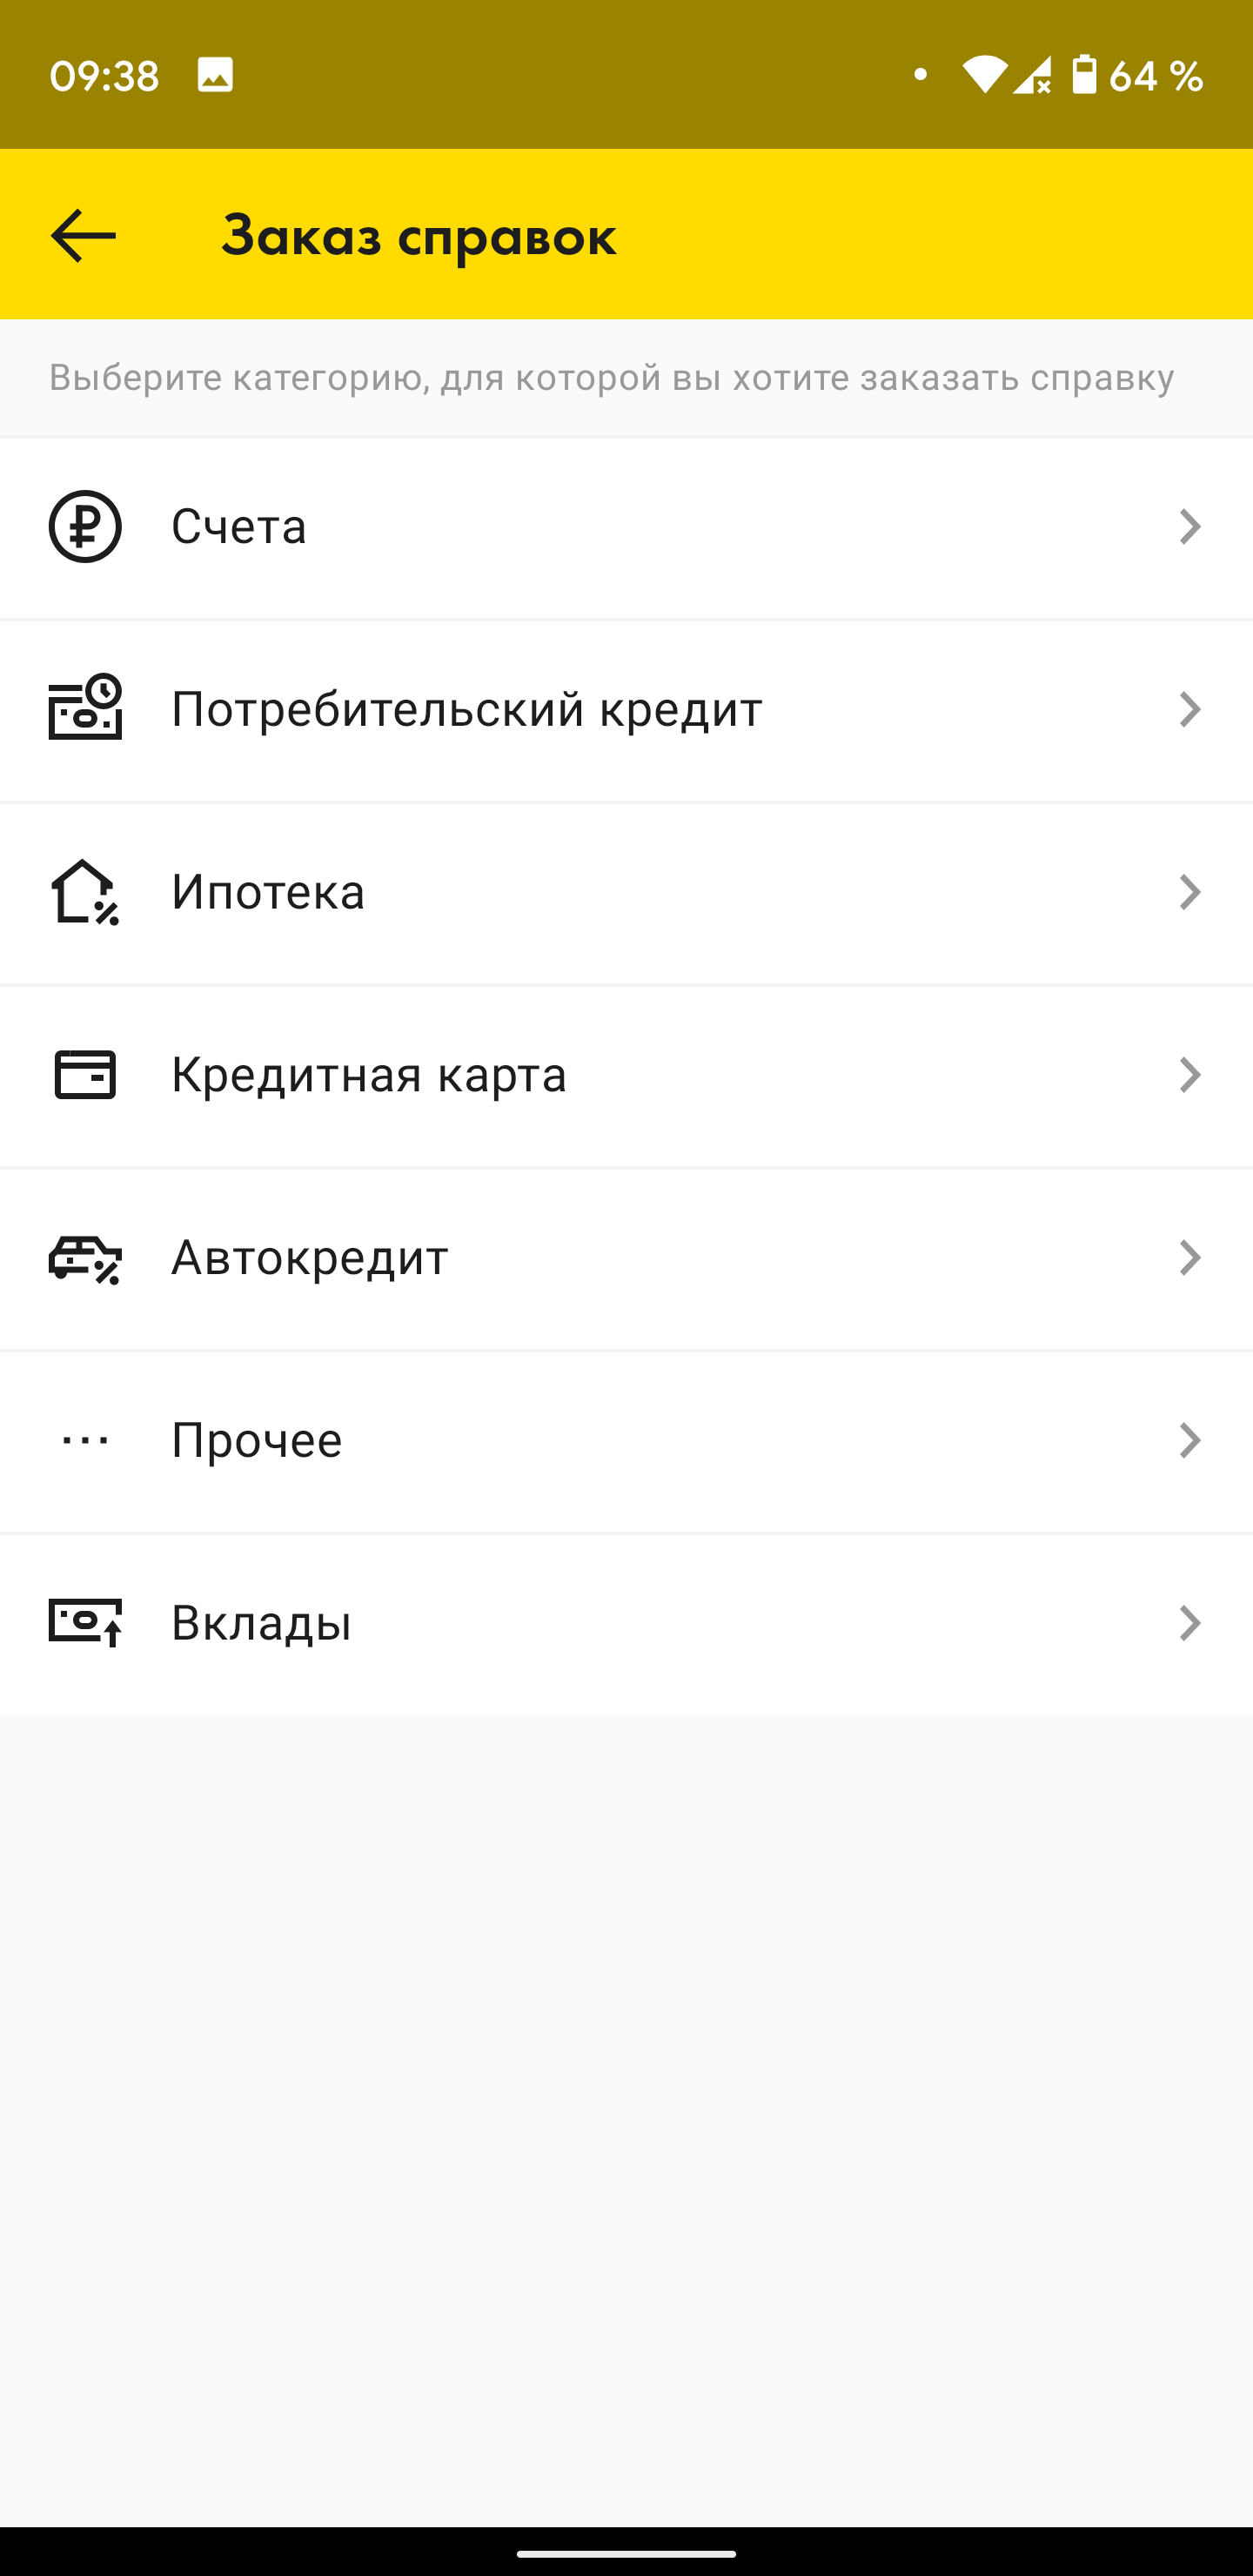 09:38
64 %
Заказ справок
Выберите категорию, для которой вы хотите заказать справку
Счета
Потребительский кредит
Ипотека
Кредитная карта
Автокредит
Прочее
Вклады